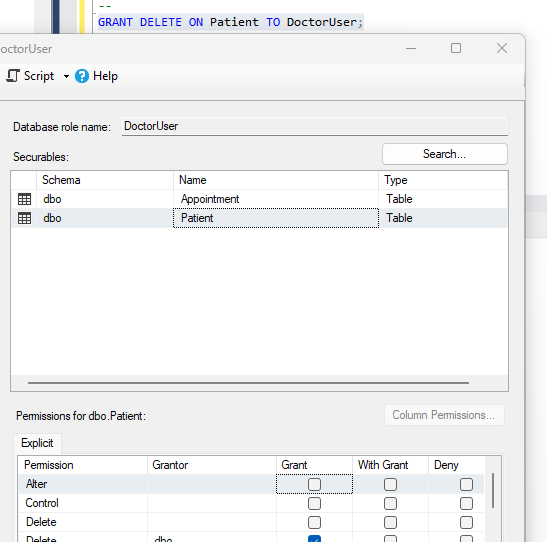 --
GRANT DELETE ON Patient TO DoctorUser;
octorUser
Script Help
Database role name: DoctorUser
Securables:
Search...
Schema Name Type
dbo Appointment Table
dbo Patient Table
Permissions for dbo.Patient:
Column Permissions...
Explicit
Permission Grantor Grant With Grant Deny
Alter
Control
Delete
Delete dbo